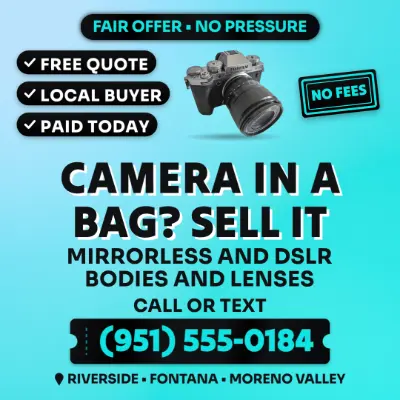 FAIR OFFER • NO PRESSURE
✓ FREE QUOTE
✓ LOCAL BUYER
✓ PAID TODAY
NO FEES
CAMERA IN A
BAG? SELL IT
MIRRORLESS AND DSLR
BODIES AND LENSES
CALL OR TEXT
(951) 555-0184
RIVERSIDE • FONTANA • MORENO VALLEY